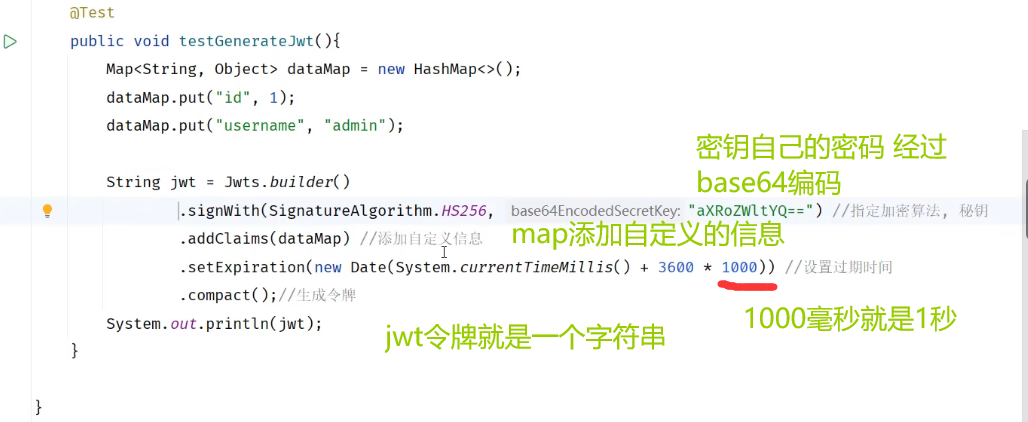 @Test
public void testGenerateJwt(){
Map<String, Object> dataMap = new HashMap<>();
dataMap.put("id", 1);
dataMap.put("username", "admin");
密钥自己的密码 经过
base64编码
String jwt = Jwts.builder()
.signWith(SignatureAlgorithm.HS256, base64EncodedSecretKey: "aXRoZWltYQ==") //指定加密算法, 秘钥
.addClaims(dataMap) //添加自定义信息 map添加自定义的信息
.setExpiration(new Date(System.currentTimeMillis() + 3600 * 1000)) //设置过期时间
.compact();//生成令牌
1000毫秒就是1秒
System.out.println(jwt);
jwt令牌就是一个字符串
}
}